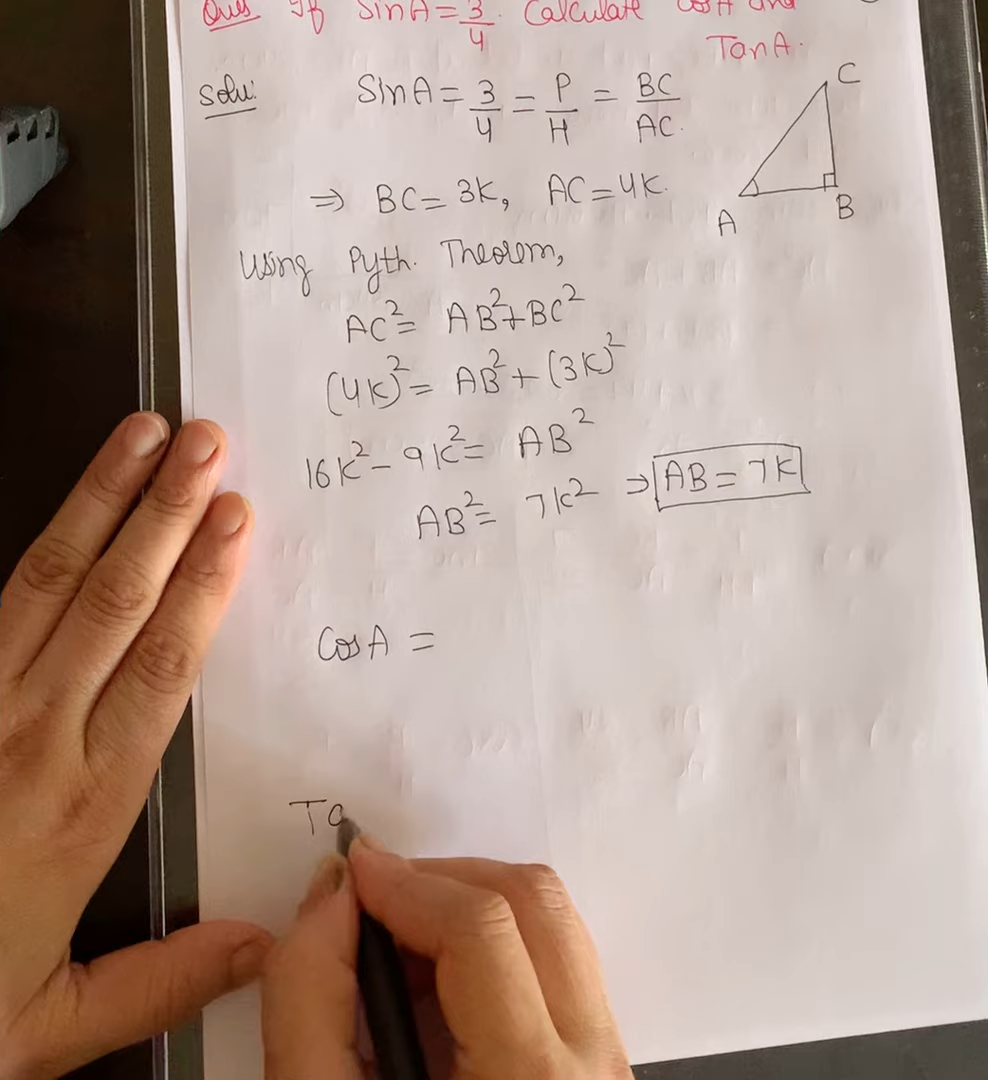 Ques If SinA = 3/4. Calculate CosA and
TanA.
Solu: SinA = 3/4 = P/H = BC/AC.
⇒ BC = 3K, AC = 4K.
C
A
B
Using Pyth. Theorem,
AC² = AB² + BC²
(4K)² = AB² + (3K)²
16K² - 9K² = AB²
AB² = 7K² ⇒ AB = 7K
CosA =
Ta